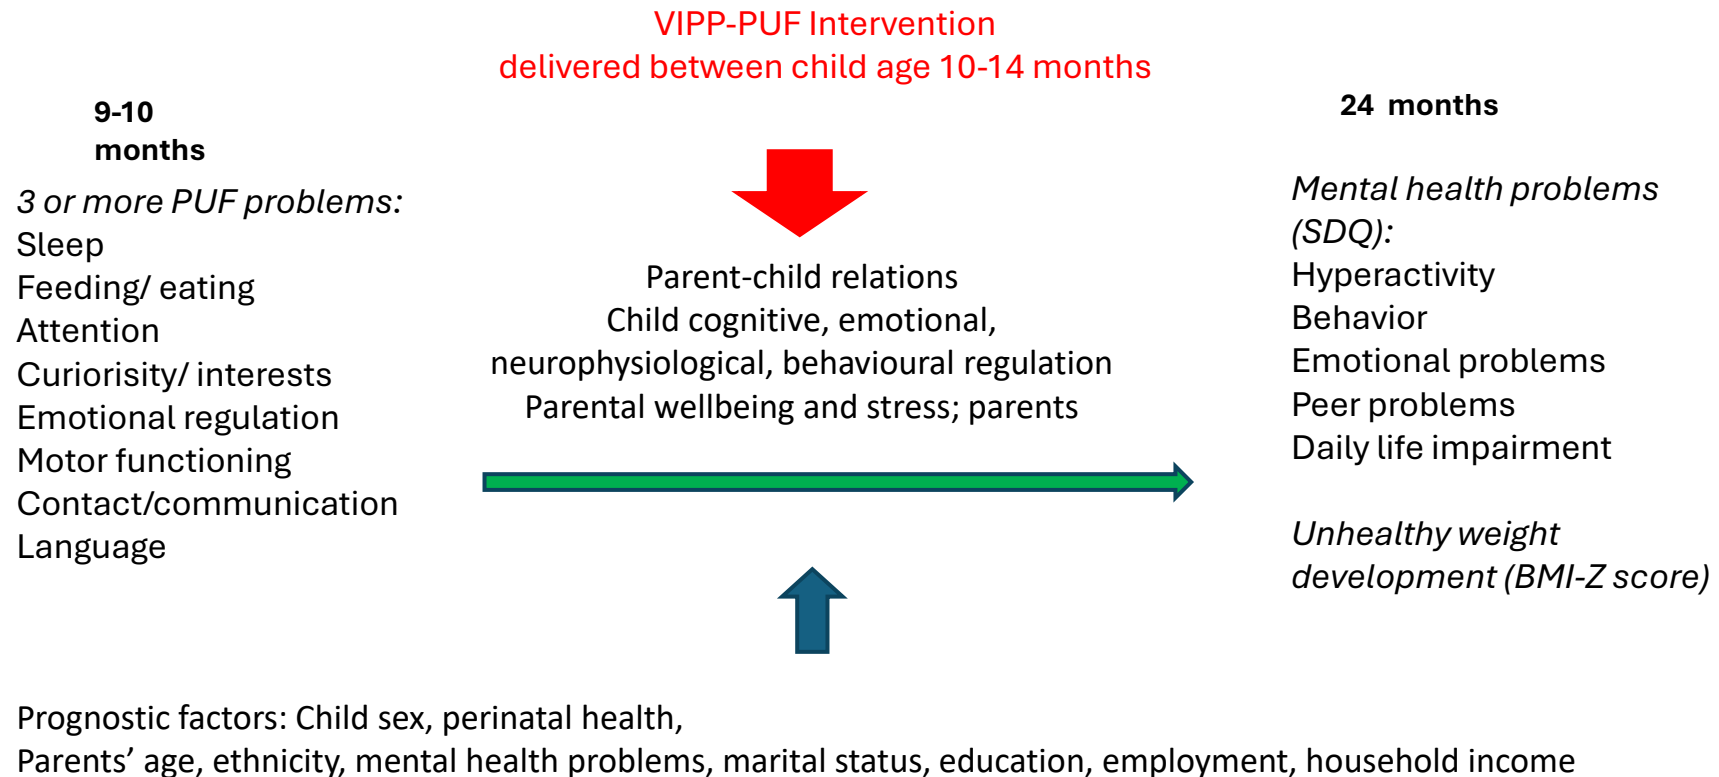 VIPP-PUF Intervention
delivered between child age 10-14 months
9-10
months
3 or more PUF problems:
Sleep
Feeding/ eating
Attention
Curiorisity/ interests
Emotional regulation
Motor functioning
Contact/communication
Language
Parent-child relations
Child cognitive, emotional,
neurophysiological, behavioural regulation
Parental wellbeing and stress; parents
24 months
Mental health problems
(SDQ):
Hyperactivity
Behavior
Emotional problems
Peer problems
Daily life impairment
Unhealthy weight
development (BMI-Z score)
Prognostic factors: Child sex, perinatal health,
Parents’ age, ethnicity, mental health problems, marital status, education, employment, household income